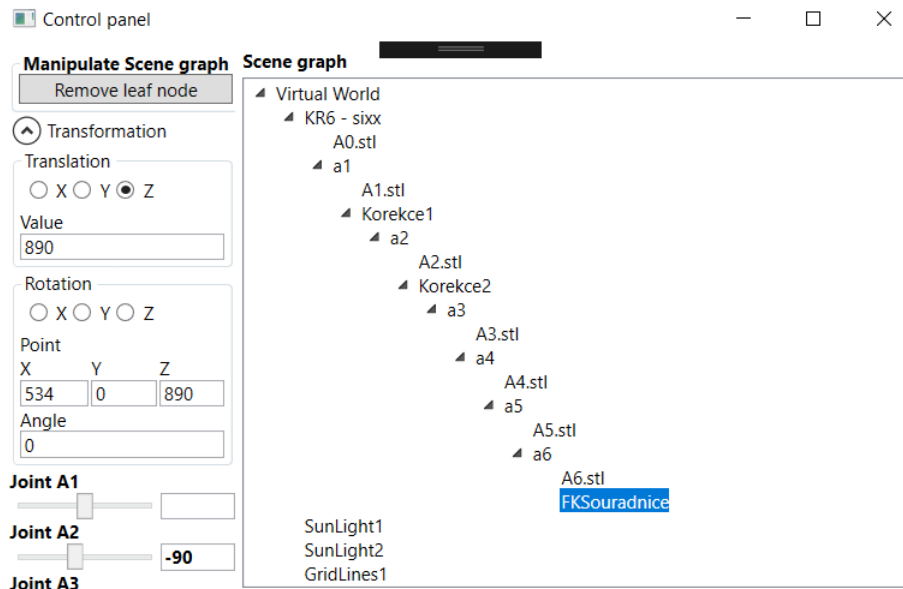 Control panel
Manipulate Scene graph
Remove leaf node
Transformation
Translation
X Y Z
Value
890
Rotation
X Y Z
Point
X Y Z
534 0 890
Angle
0
Joint A1
Joint A2
-90
Joint A3
Scene graph
Virtual World
KR6 - sixx
A0.stl
a1
A1.stl
Korekce1
a2
A2.stl
Korekce2
a3
A3.stl
a4
A4.stl
a5
A5.stl
a6
A6.stl
FKSouradnice
SunLight1
SunLight2
GridLines1